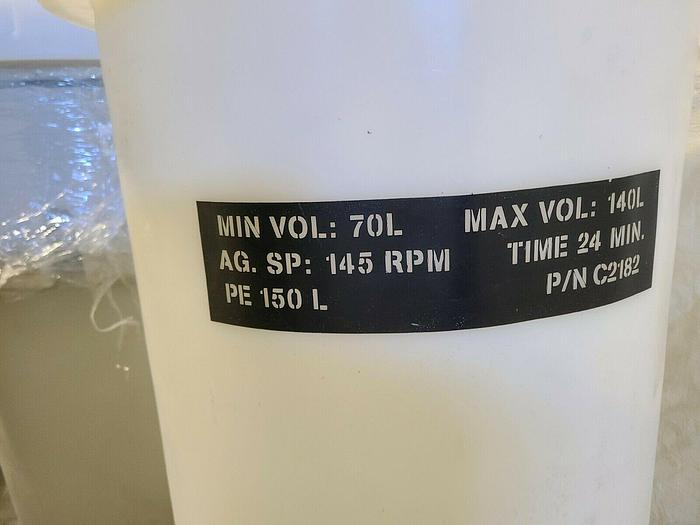 MIN VOL: 70L MAX VOL: 140L
AG. SP: 145 RPM TIME 24 MIN.
PE 150 L P/N C2182